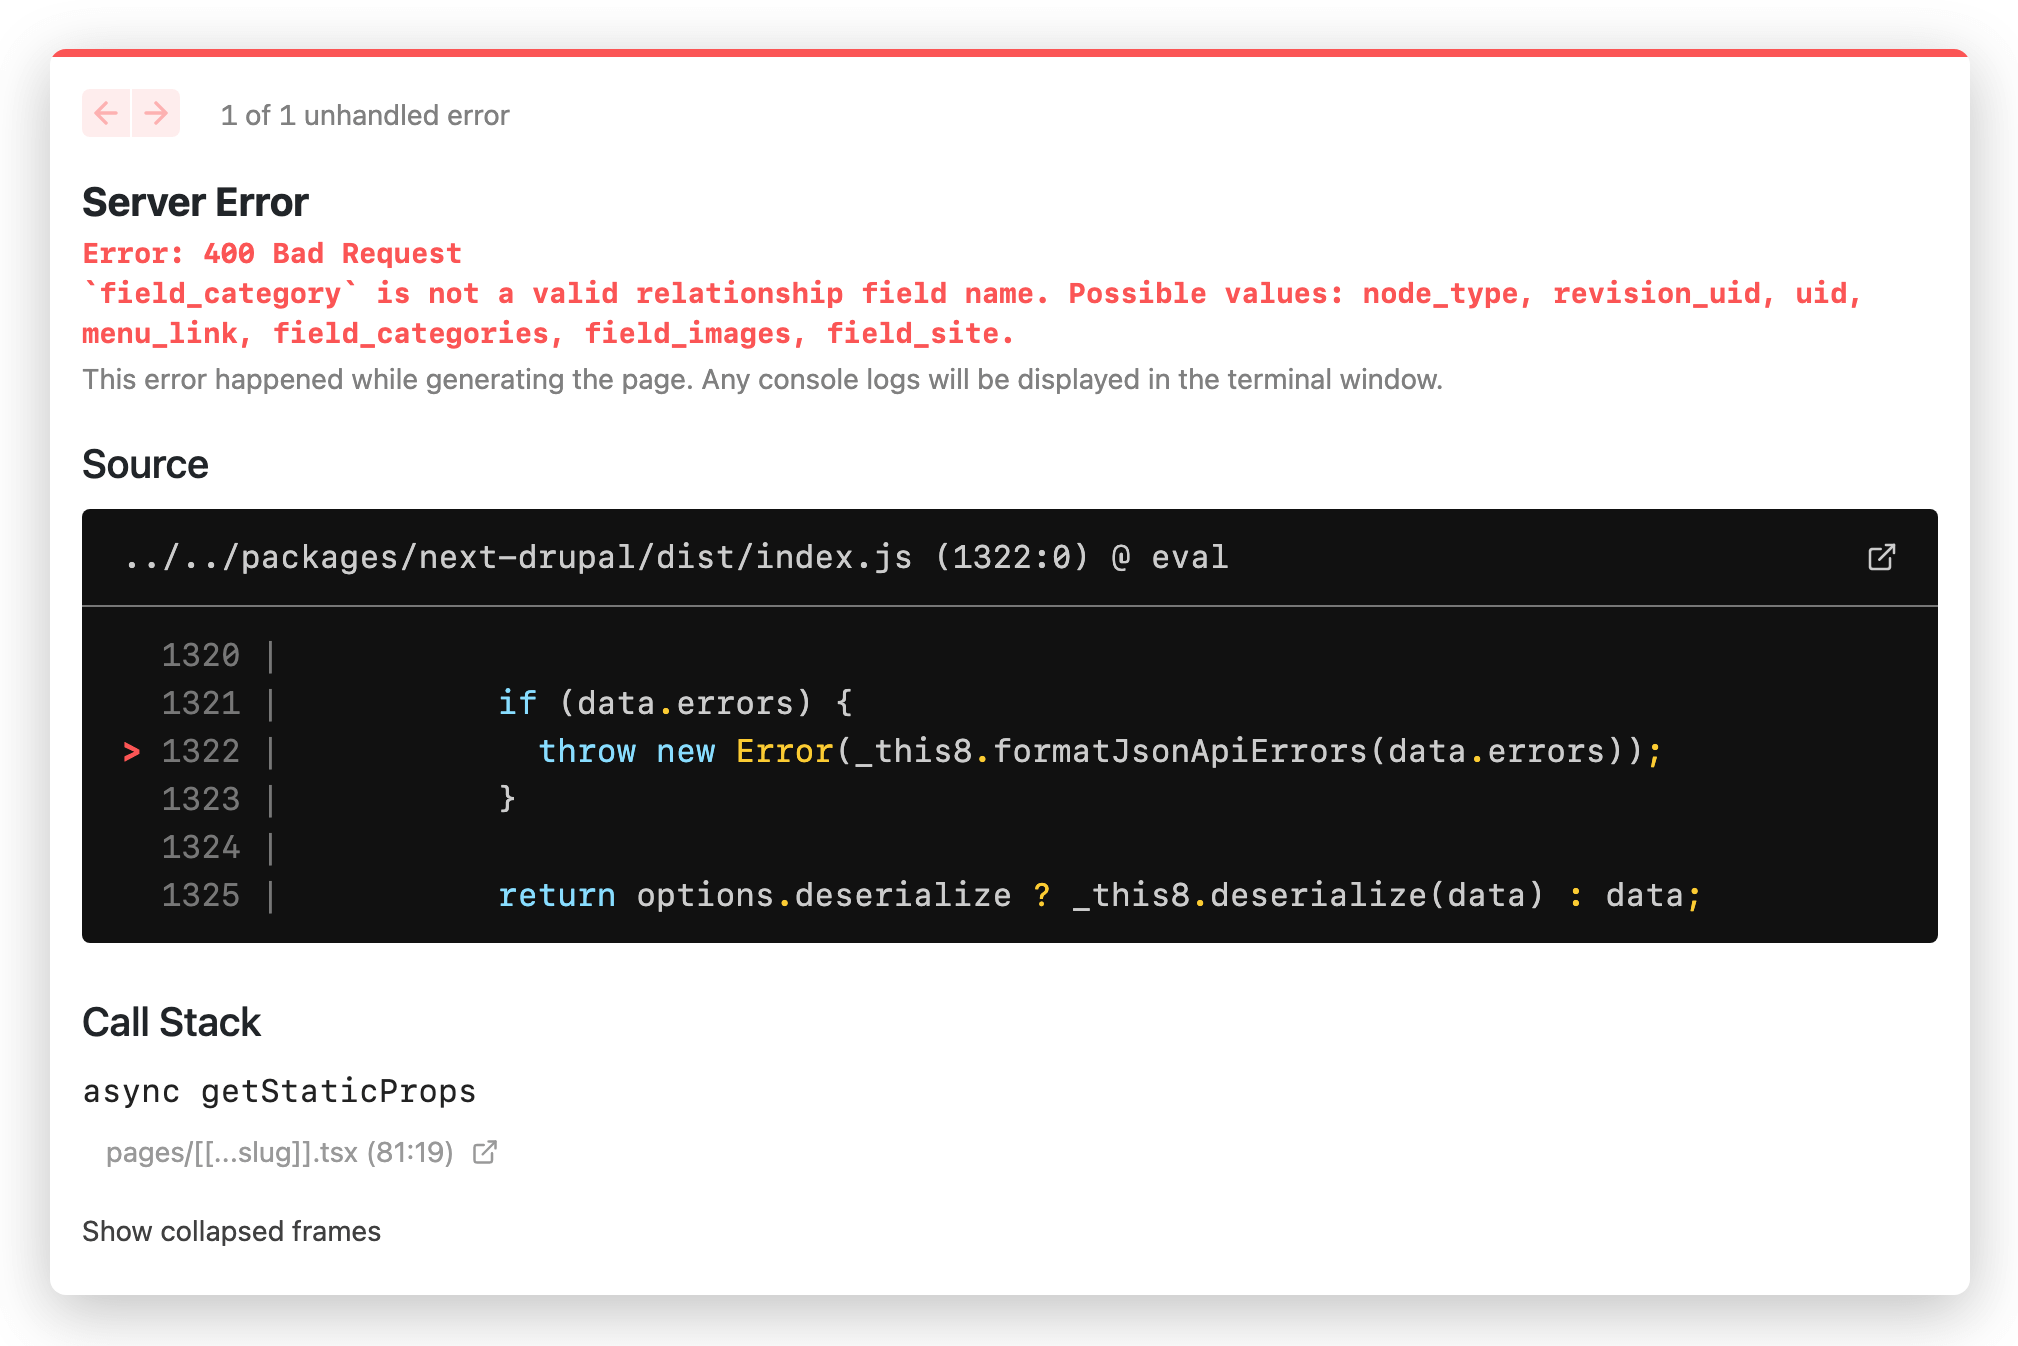 1 of 1 unhandled error
Server Error
Error: 400 Bad Request
`field_category` is not a valid relationship field name. Possible values: node_type, revision_uid, uid,
menu_link, field_categories, field_images, field_site.
This error happened while generating the page. Any console logs will be displayed in the terminal window.
Source
../../packages/next-drupal/dist/index.js (1322:0) @ eval
1320 |
1321 | if (data.errors) {
> 1322 | throw new Error(_this8.formatJsonApiErrors(data.errors));
1323 | }
1324 |
1325 | return options.deserialize ? _this8.deserialize(data) : data;
Call Stack
async getStaticProps
pages/[[...slug]].tsx (81:19)
Show collapsed frames